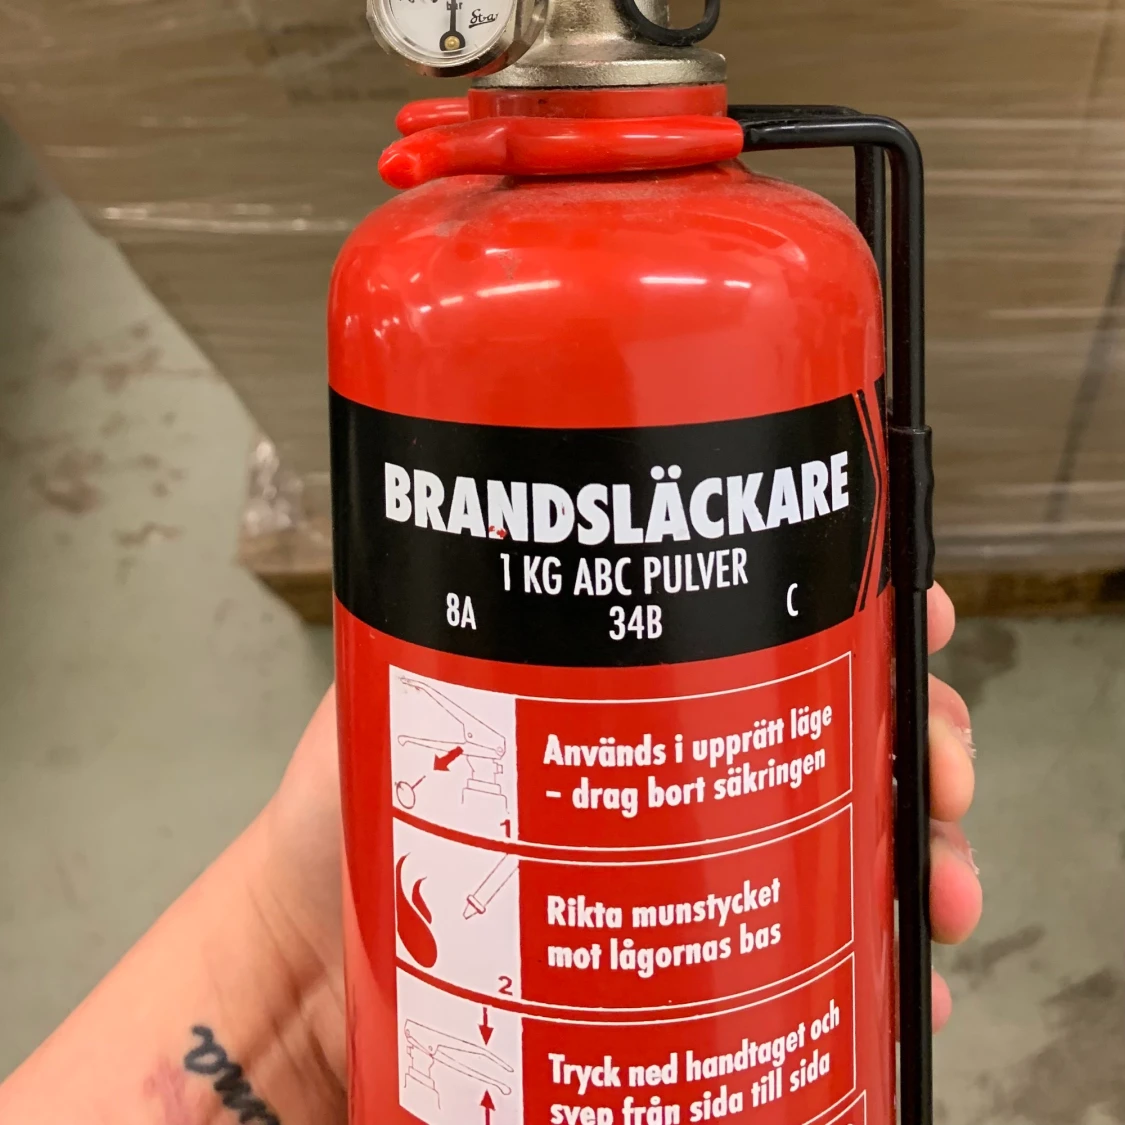 bar
BRANDSLÄCKARE
1 KG ABC PULVER
8A 34B C
Används i upprätt läge
– drag bort säkringen
1
Rikta munstycket
mot lågornas bas
2
Tryck ned handtaget och
svep från sida till sida